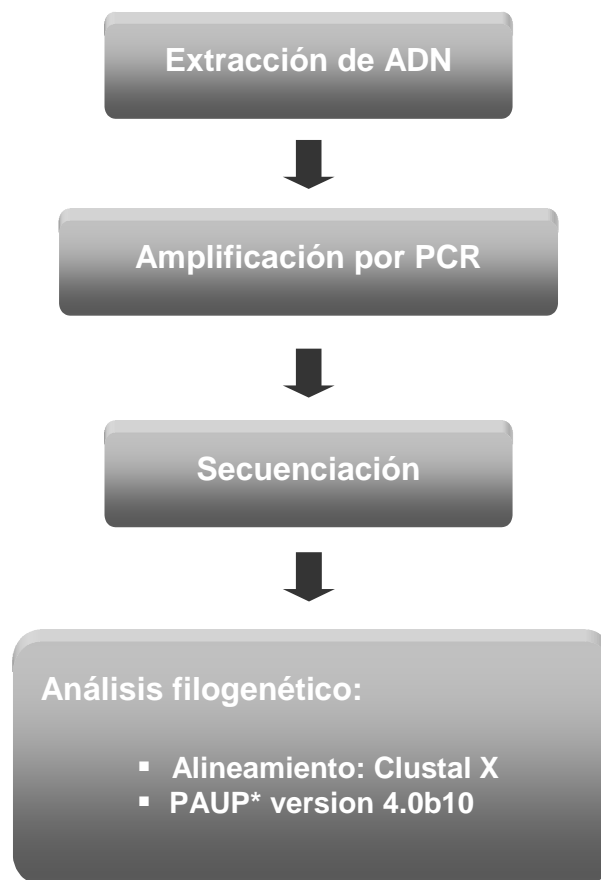 Extracción de ADN
Amplificación por PCR
Secuenciación
Análisis filogenético:
▪ Alineamiento: Clustal X
▪ PAUP* version 4.0b10